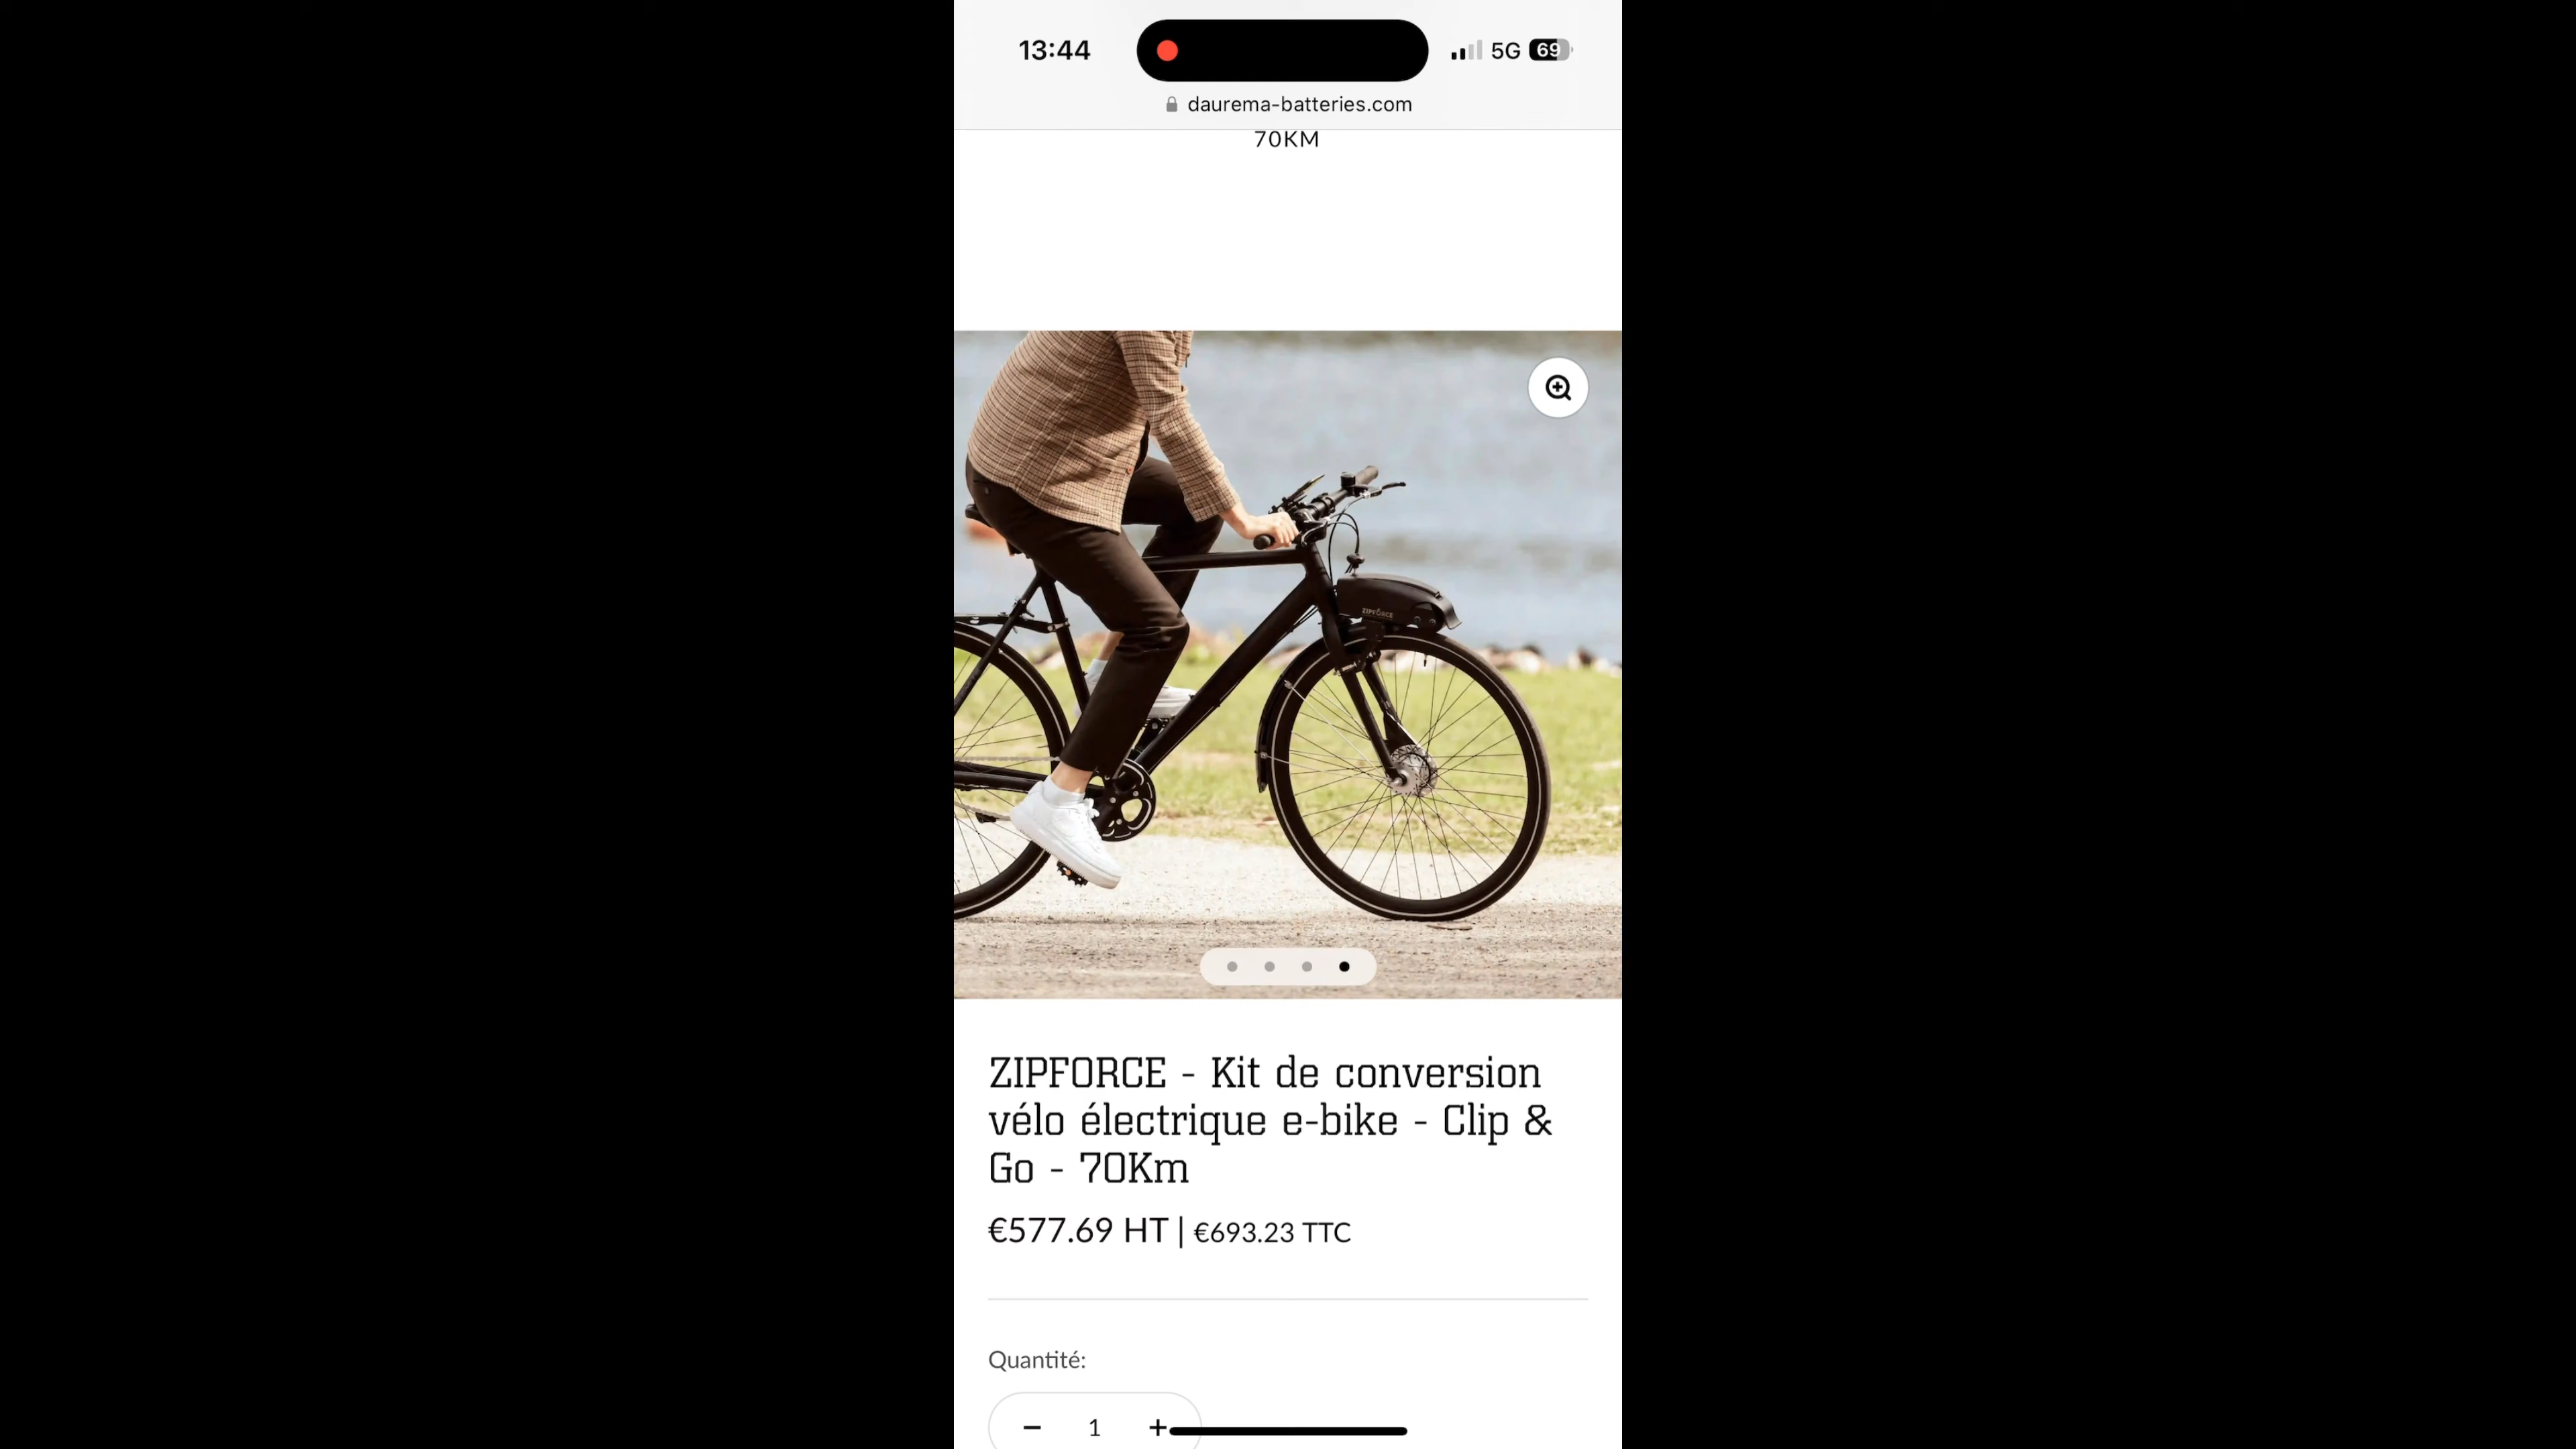 13:44
5G 69
daurema-batteries.com
70KM
ZIPFORCE
ZIPFORCE - Kit de conversion
vélo électrique e-bike - Clip &
Go - 70Km
€577.69 HT | €693.23 TTC
Quantité:
− 1 +